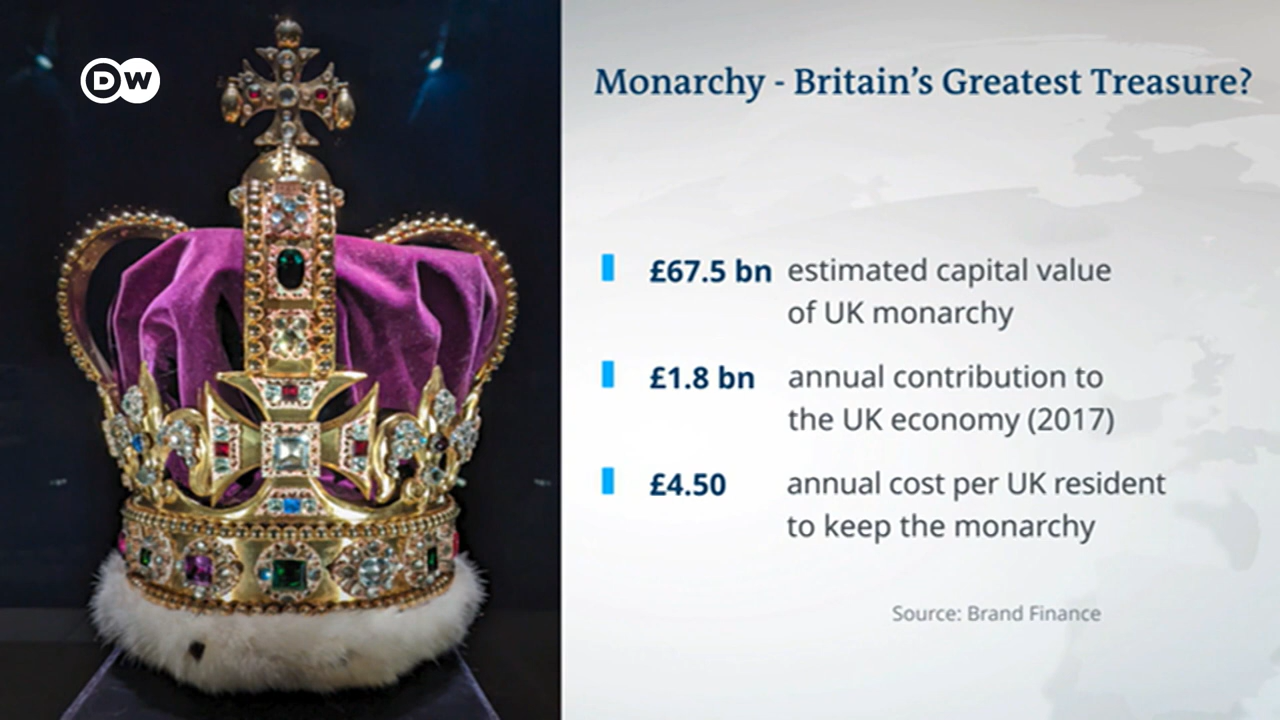 DW
Monarchy - Britain's Greatest Treasure?
£67.5 bn estimated capital value
of UK monarchy
£1.8 bn annual contribution to
the UK economy (2017)
£4.50 annual cost per UK resident
to keep the monarchy
Source: Brand Finance